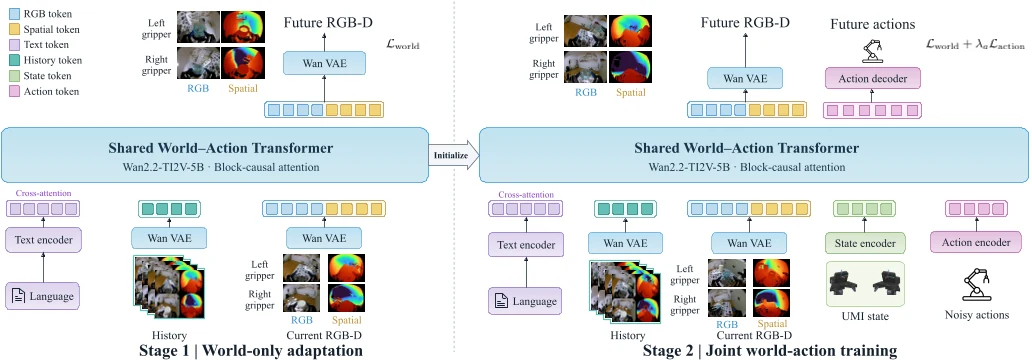 RGB token
Spatial token
Text token
History token
State token
Action token
Left gripper
Right gripper
RGB
Spatial
Future RGB-D
Wan VAE
ℒworld
Shared World–Action Transformer
Wan2.2-TI2V-5B · Block-causal attention
Cross-attention
Text encoder
Language
Wan VAE
History
Wan VAE
Left gripper
Right gripper
RGB
Spatial
Current RGB-D
Stage 1 | World-only adaptation
Initialize
Left gripper
Right gripper
RGB
Spatial
Future RGB-D
Wan VAE
Future actions
Action decoder
ℒworld + λaℒaction
Shared World–Action Transformer
Wan2.2-TI2V-5B · Block-causal attention
Cross-attention
Text encoder
Language
Wan VAE
History
Wan VAE
Left gripper
Right gripper
RGB
Spatial
Current RGB-D
State encoder
UMI state
Action encoder
Noisy actions
Stage 2 | Joint world-action training